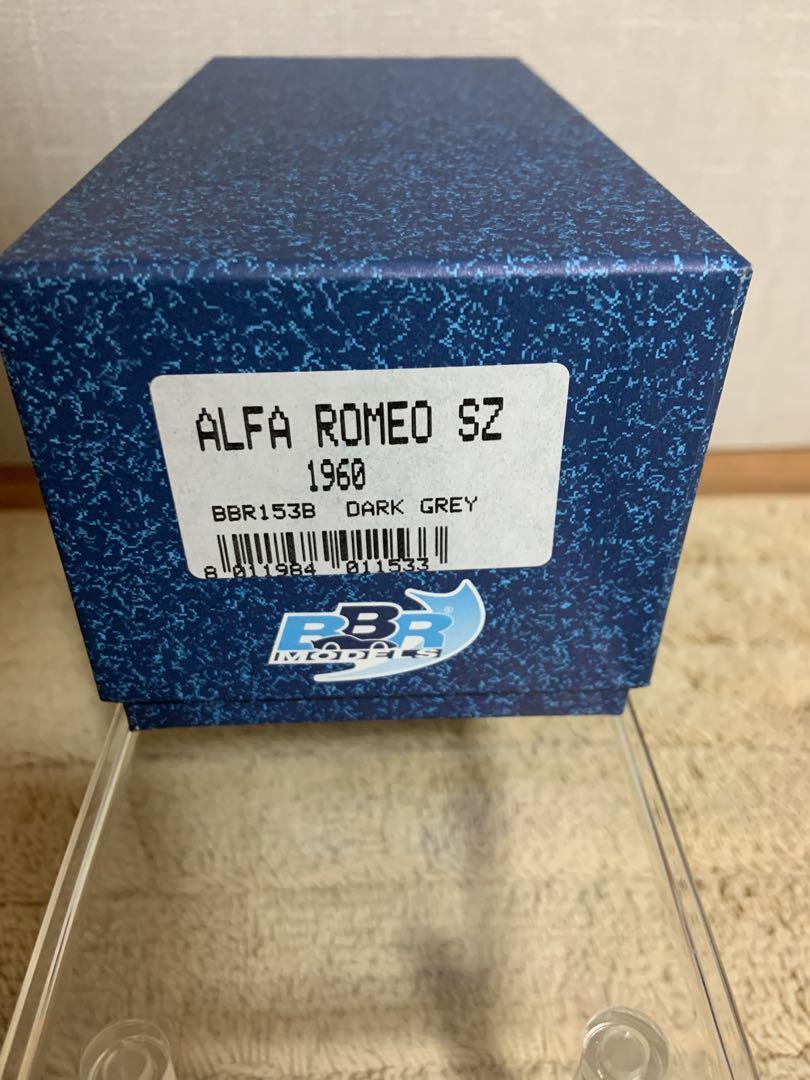 ALFA ROMEO SZ
1960
BBR153B DARK GREY
8 011984 011533
BBR®
MODELS